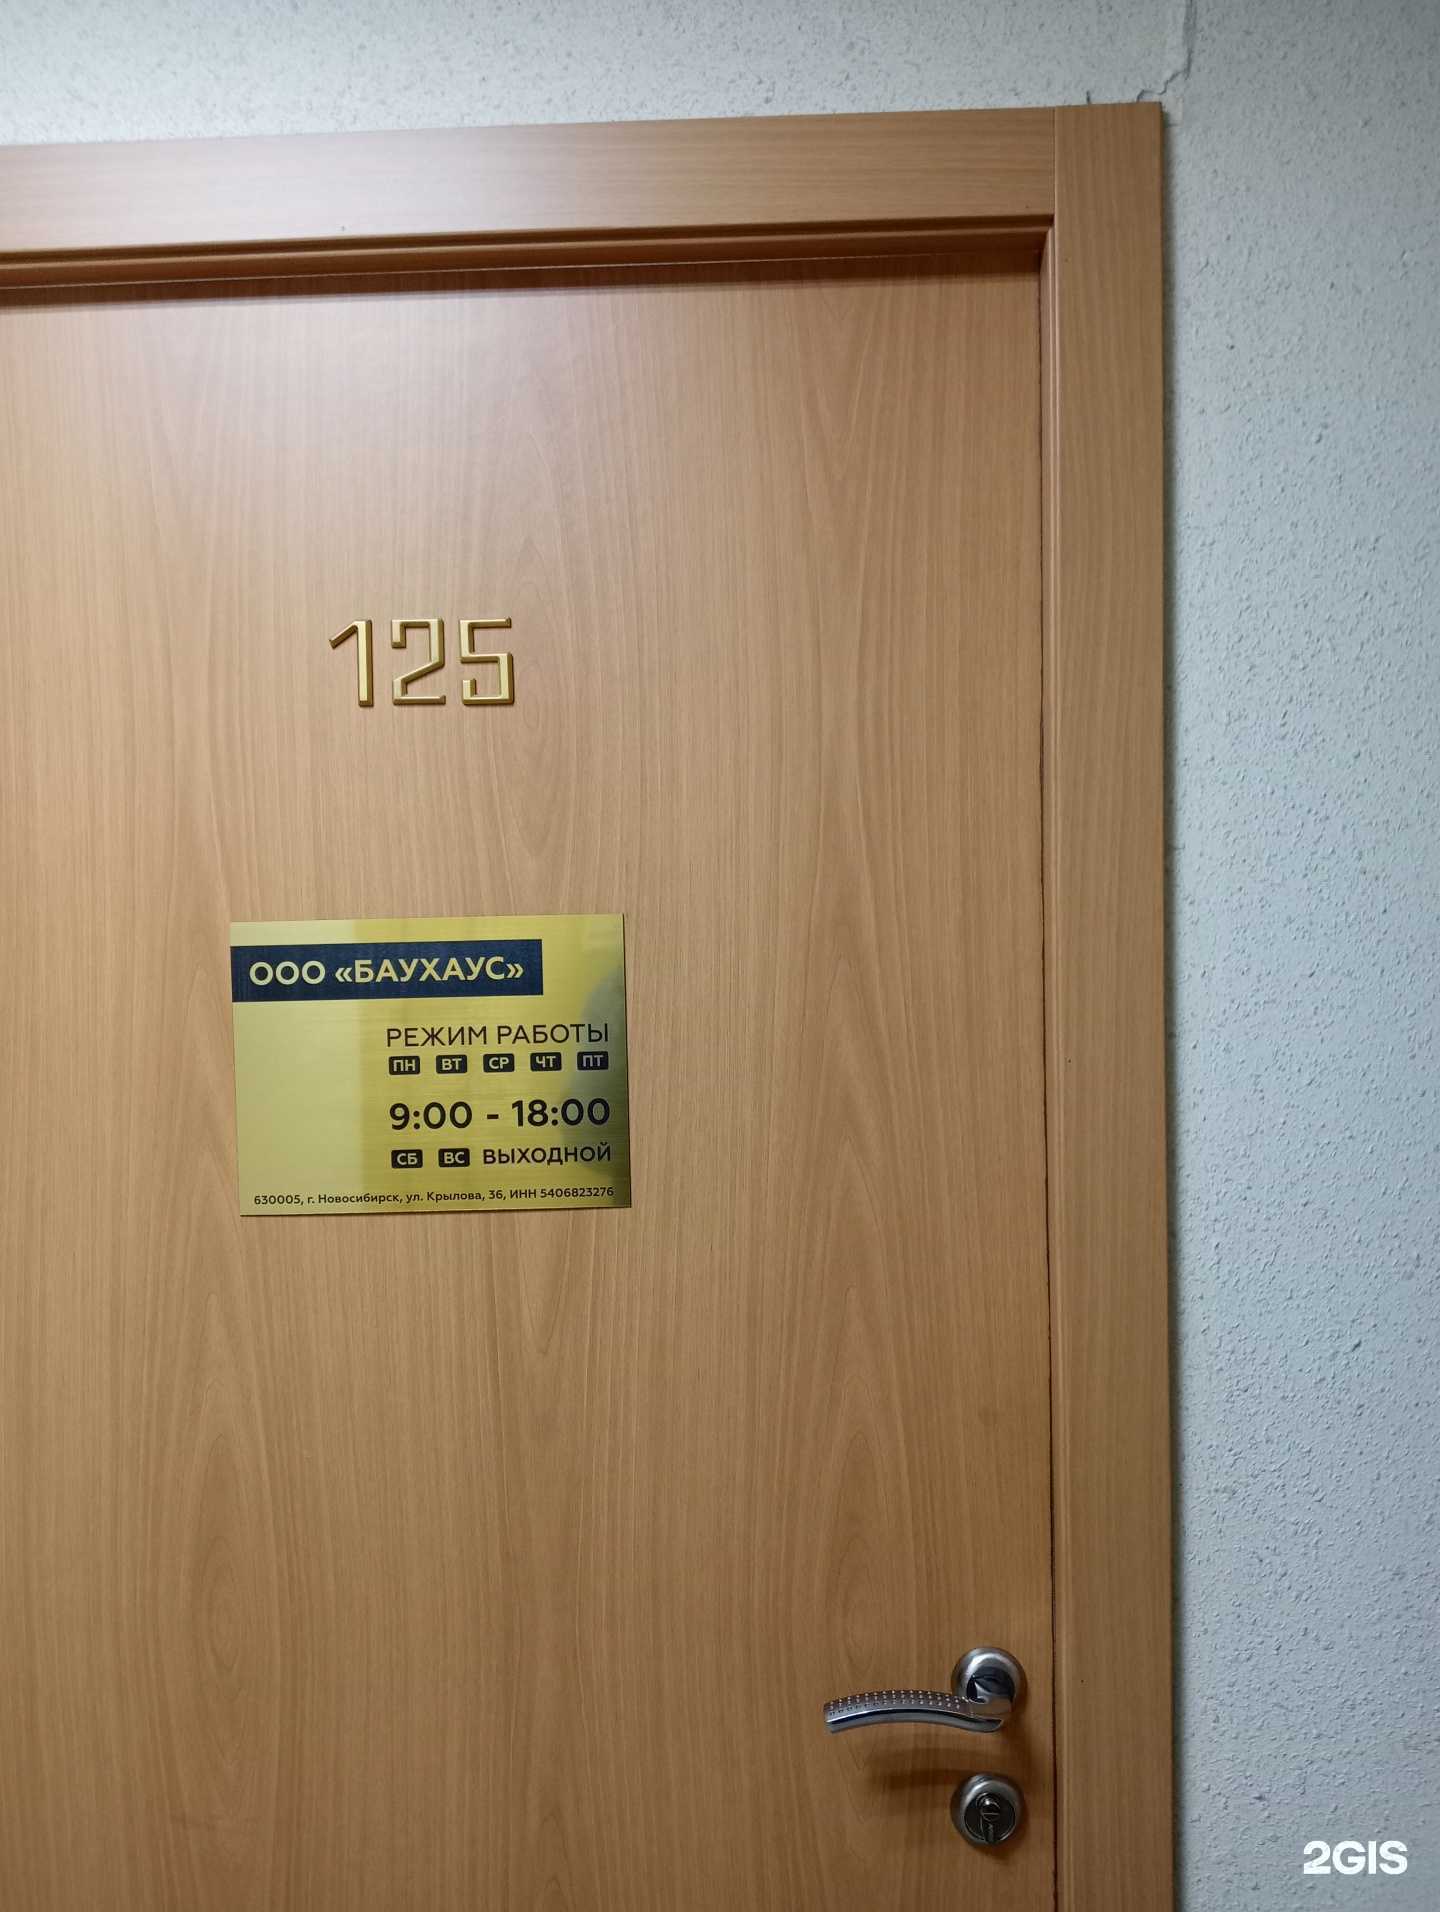 125
ООО «БАУХАУС»
РЕЖИМ РАБОТЫ
ПН ВТ СР ЧТ ПТ
9:00 - 18:00
СБ ВС ВЫХОДНОЙ
630005, г. Новосибирск, ул. Крылова, 36, ИНН 5406823276
2GIS